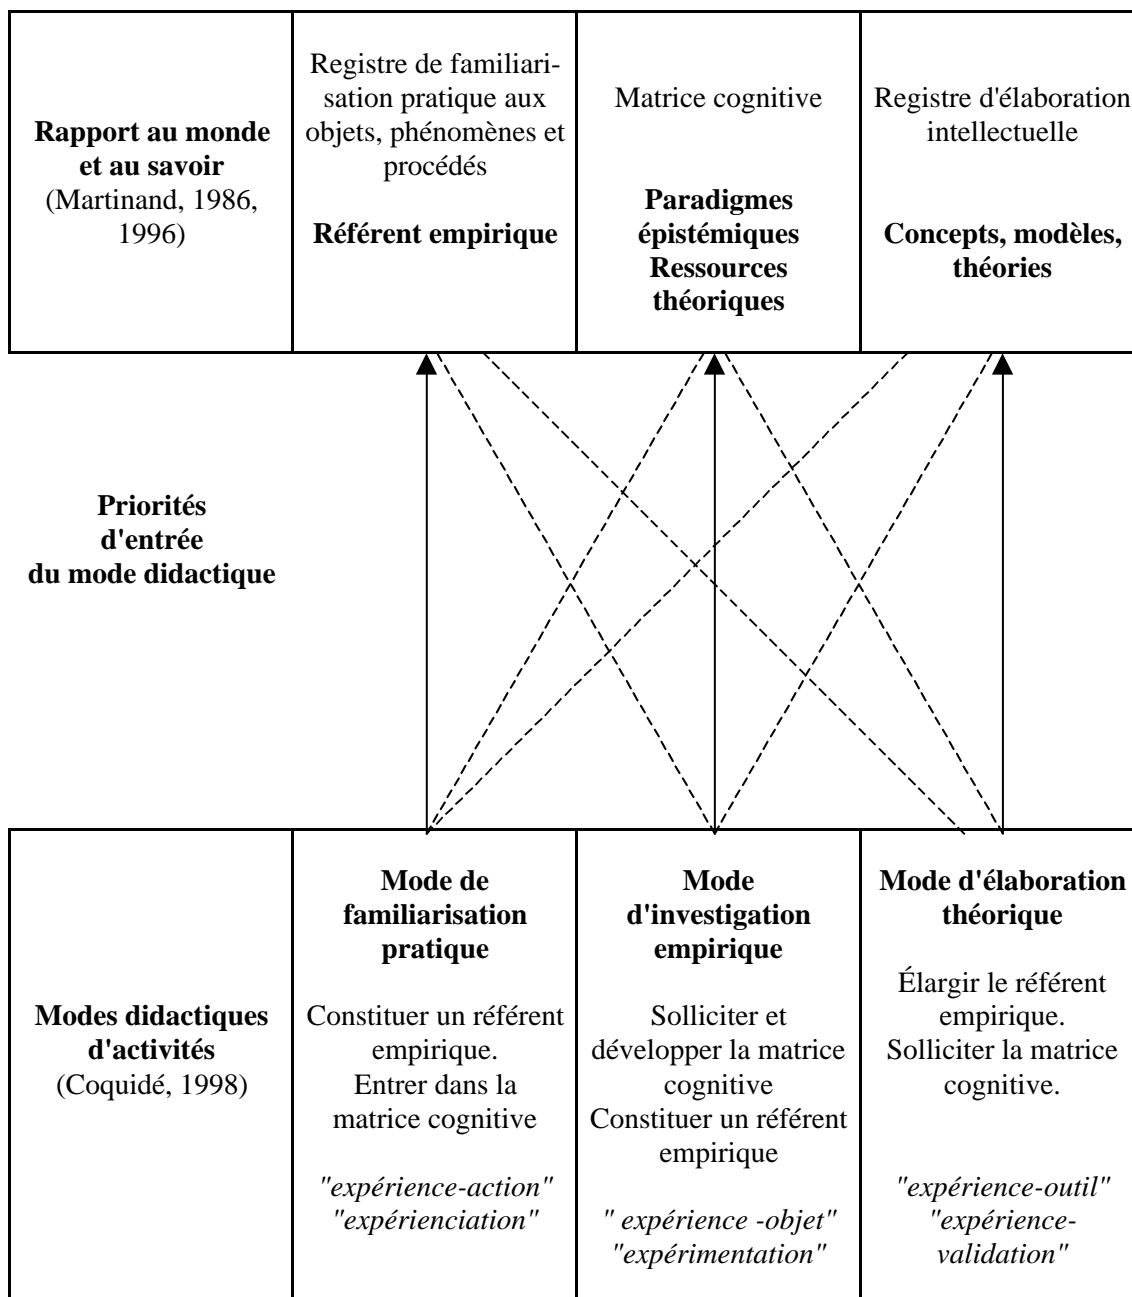 Rapport au monde
et au savoir
(Martinand, 1986,
1996)
Registre de familiari-
sation pratique aux
objets, phénomènes et
procédés
Référent empirique
Matrice cognitive
Paradigmes
épistémiques
Ressources
théoriques
Registre d'élaboration
intellectuelle
Concepts, modèles,
théories
Priorités
d'entrée
du mode didactique
Modes didactiques
d'activités
(Coquidé, 1998)
Mode de
familiarisation
pratique
Constituer un référent
empirique.
Entrer dans la
matrice cognitive
"expérience-action"
"expérienciation"
Mode
d'investigation
empirique
Solliciter et
développer la matrice
cognitive
Constituer un référent
empirique
" expérience -objet"
"expérimentation"
Mode d'élaboration
théorique
Élargir le référent
empirique.
Solliciter la matrice
cognitive.
"expérience-outil"
"expérience-
validation"